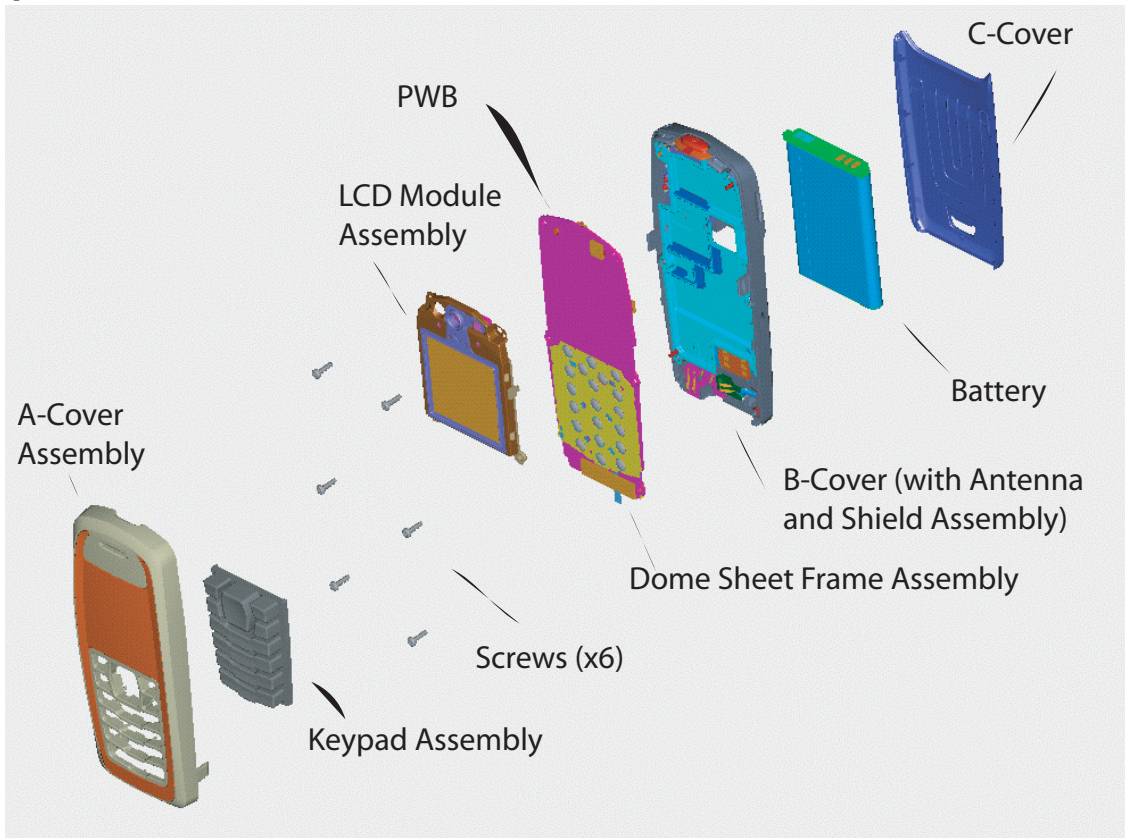 C-Cover
PWB
LCD Module
Assembly
Battery
A-Cover
Assembly
B-Cover (with Antenna
and Shield Assembly)
Dome Sheet Frame Assembly
Screws (x6)
Keypad Assembly